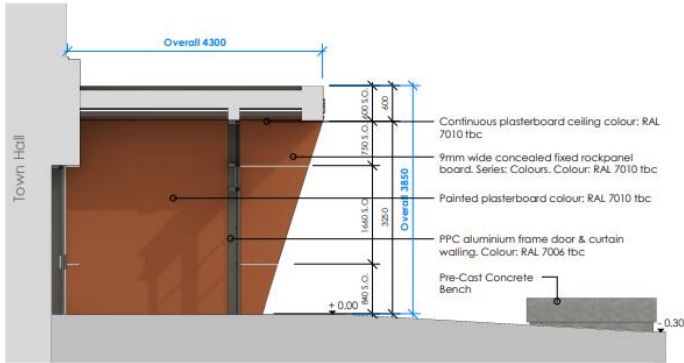 Overall 4300
Town Hall
600 S.O.
600
750 S.O.
1660 S.O.
3250
840 S.O.
Overall 3850
Continuous plasterboard ceiling colour: RAL
7010 tbc
9mm wide concealed fixed rockpanel
board. Series: Colours. Colour: RAL 7010 tbc
Painted plasterboard colour: RAL 7010 tbc
PPC aluminium frame door & curtain
walling. Colour: RAL 7006 tbc
Pre-Cast Concrete
Bench
+ 0.00
- 0.30